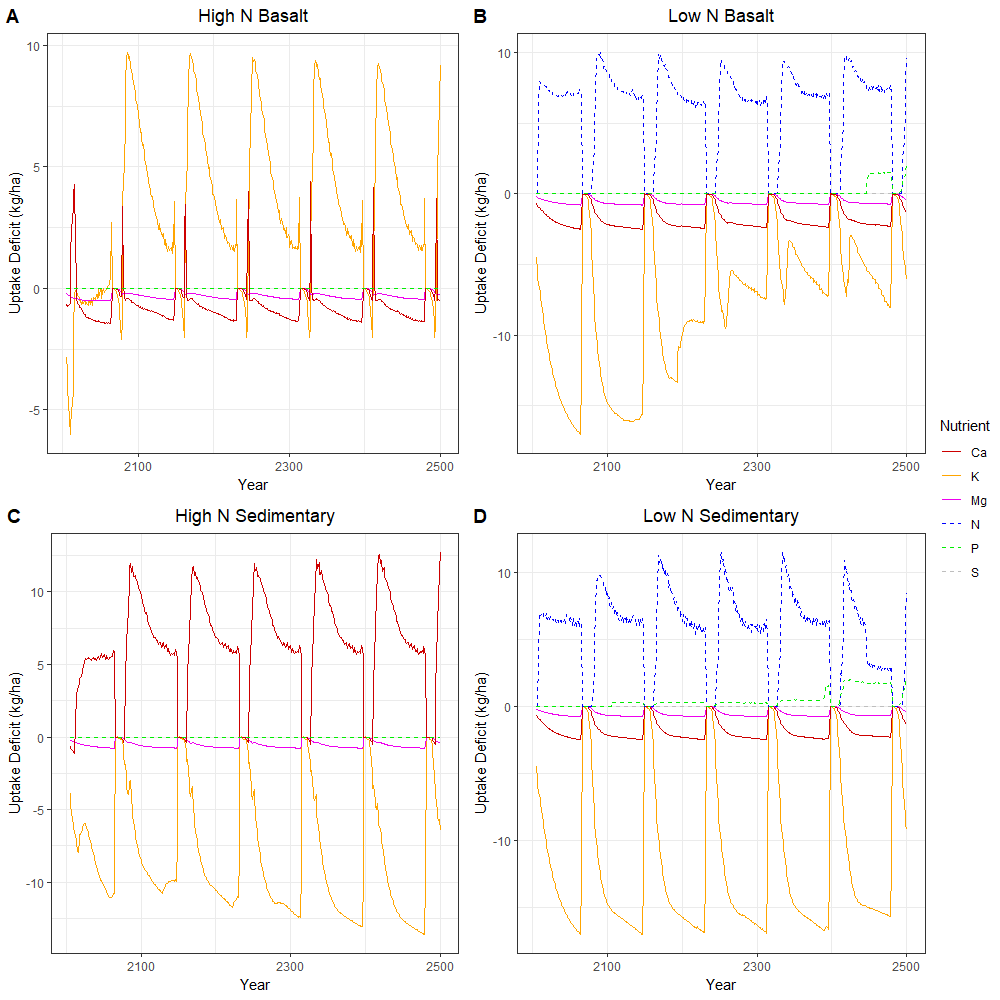 A High N Basalt
10
5
0
-5
2100 2300 2500
Year
Uptake Deficit (kg/ha)
B Low N Basalt
10
0
-10
2100 2300 2500
Year
Uptake Deficit (kg/ha)
C High N Sedimentary
10
5
0
-5
-10
2100 2300 2500
Year
Uptake Deficit (kg/ha)
D Low N Sedimentary
10
0
-10
2100 2300 2500
Year
Uptake Deficit (kg/ha)
Nutrient
Ca
K
Mg
N
P
S